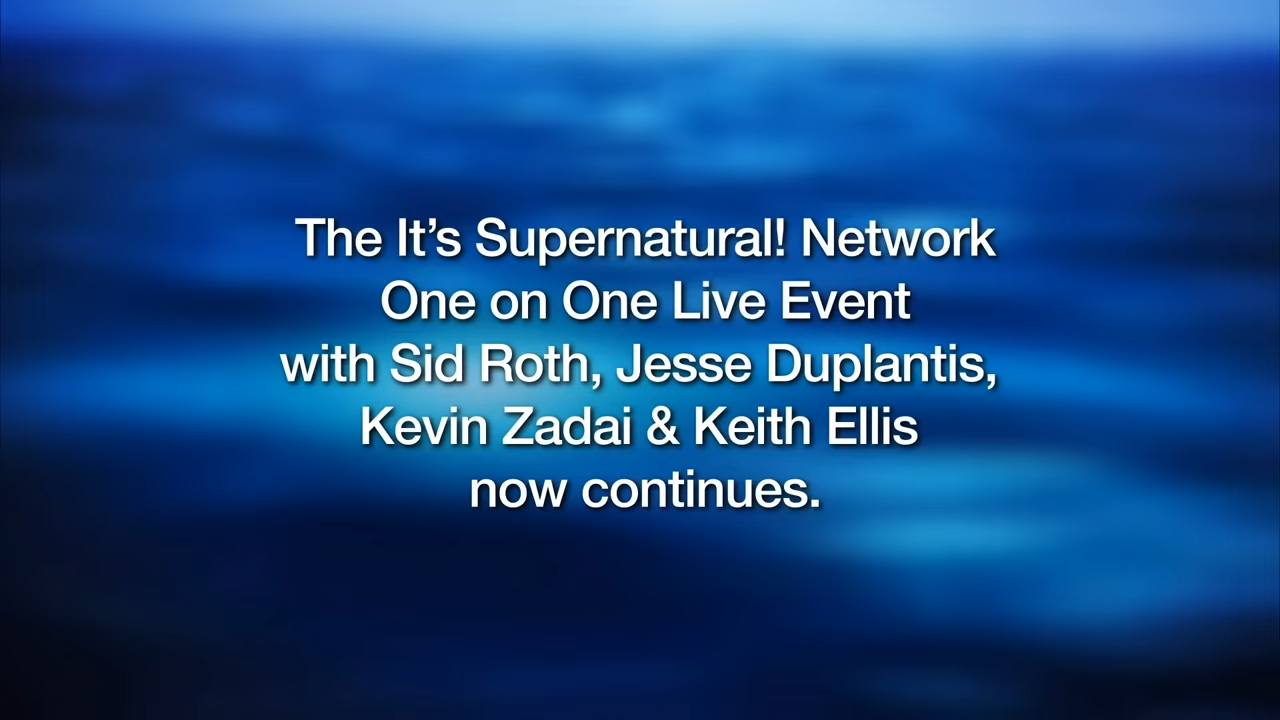 The It’s Supernatural! Network
One on One Live Event
with Sid Roth, Jesse Duplantis,
Kevin Zadai & Keith Ellis
now continues.